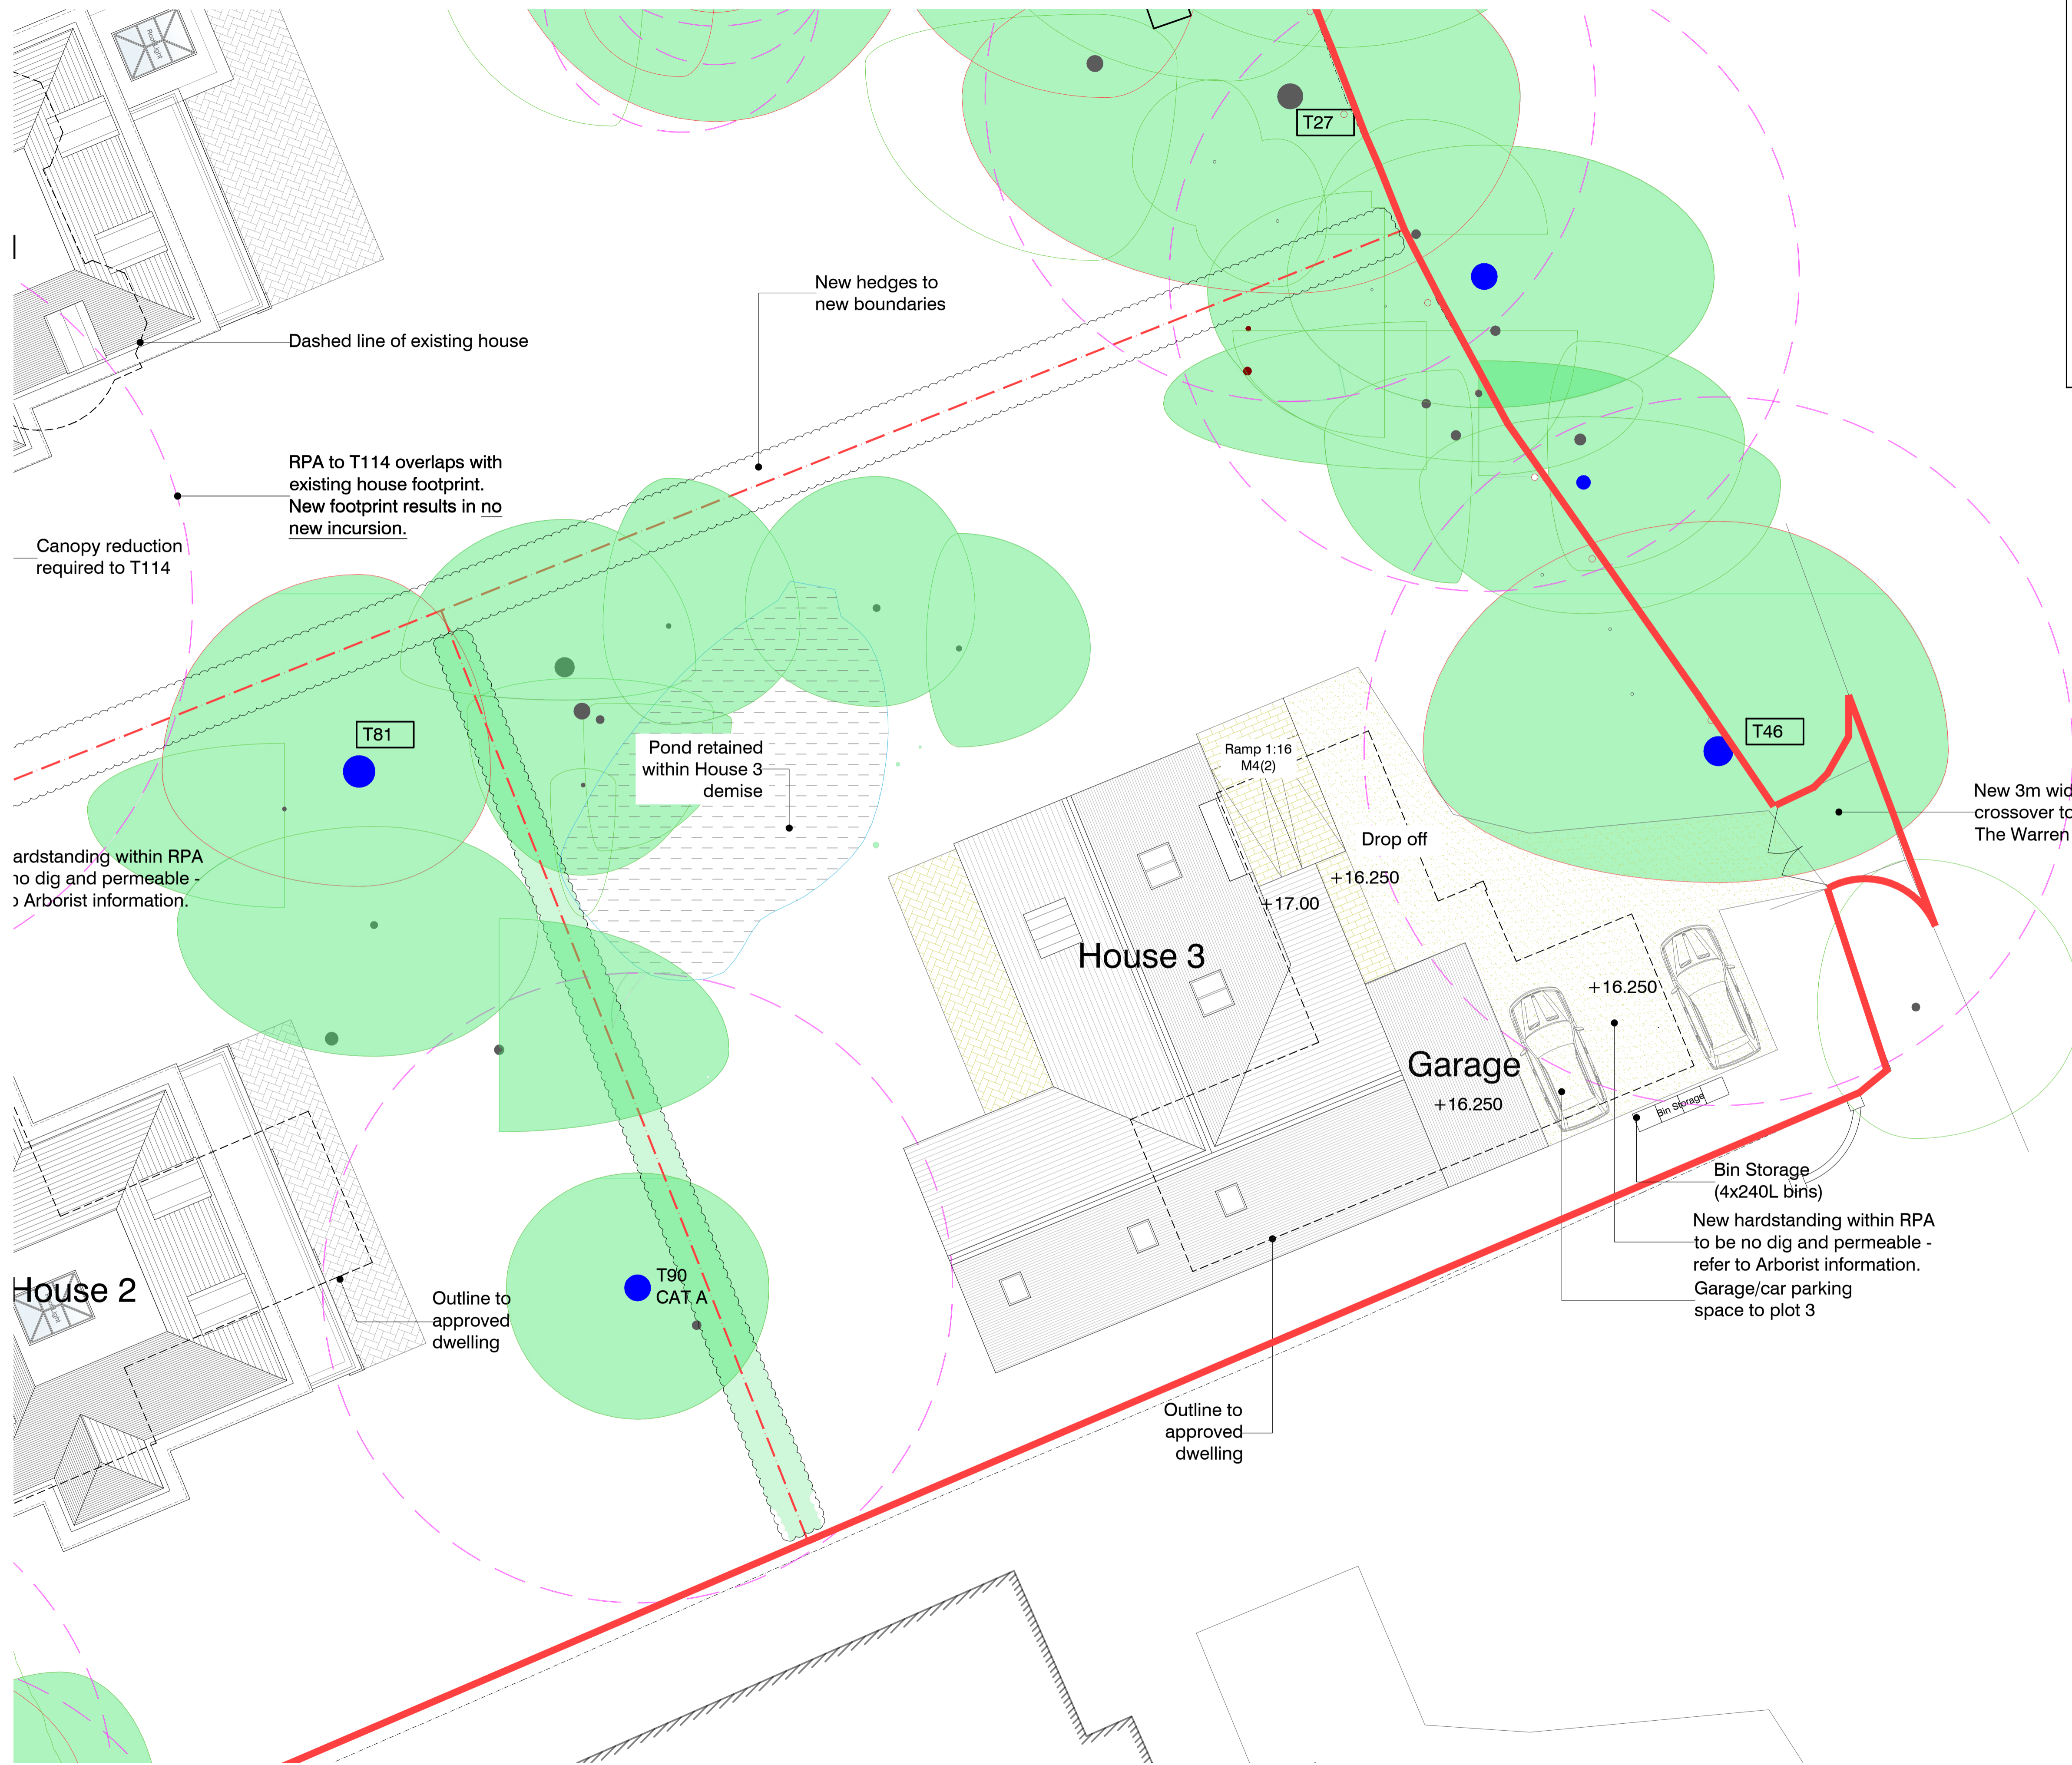 Rooflight
T27
New hedges to
new boundaries
Dashed line of existing house
RPA to T114 overlaps with
existing house footprint.
New footprint results in no
new incursion.
Canopy reduction
required to T114
T81
T46
Pond retained
within House 3
demise
Ramp 1:16
M4(2)
New 3m
crossover
The Warren
Drop off
+16.250
+17.00
within RPA
no dig and permeable -
Arborist information.
House 3
+16.250
Garage
+16.250
Bin Storage
Bin Storage
(4x240L bins)
New hardstanding within RPA
to be no dig and permeable -
refer to Arborist information.
Garage/car parking
space to plot 3
T90
CAT A
House 2
Outline to
approved
dwelling
Outline to
approved
dwelling